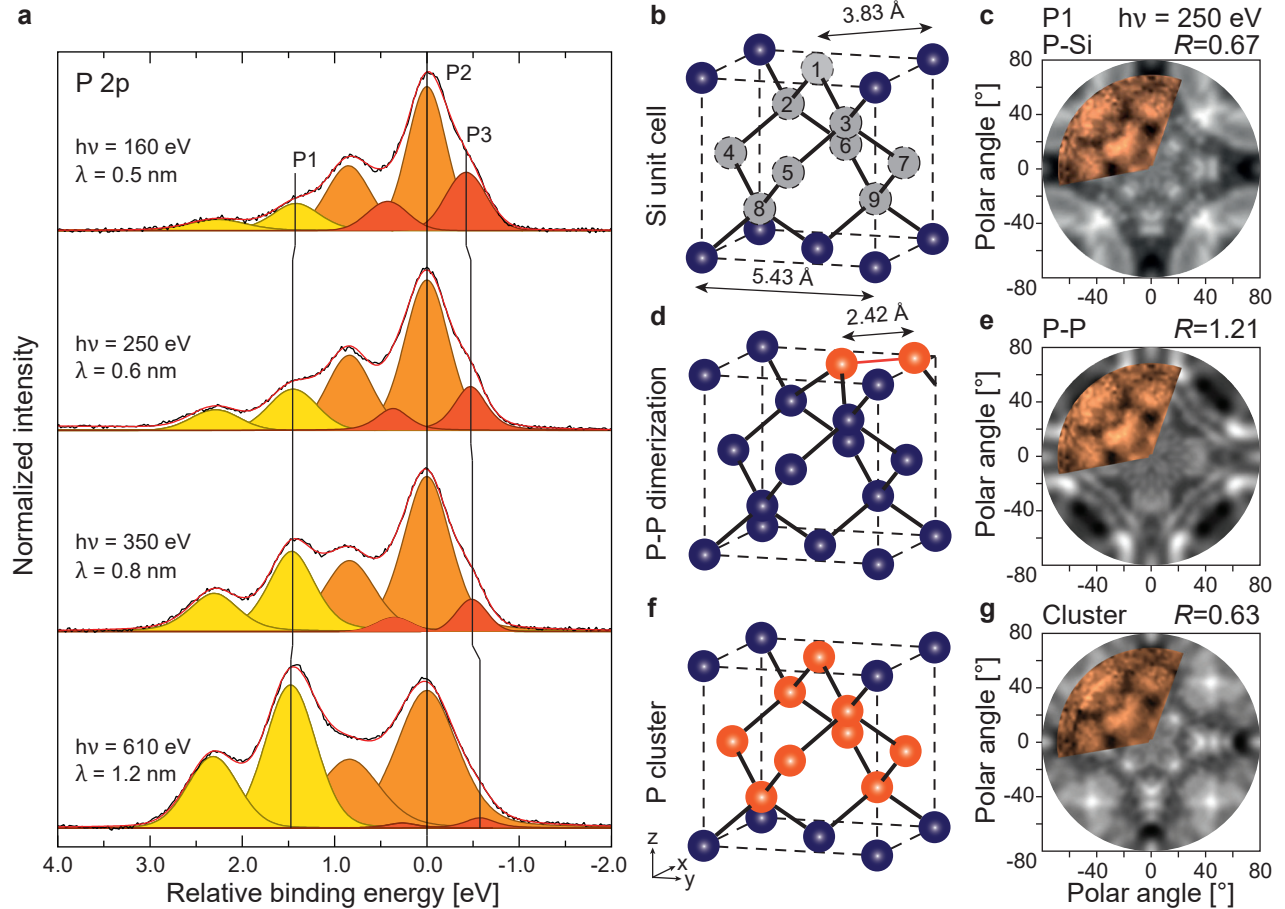 a
P 2p
hν = 160 eV
λ = 0.5 nm
P1
P2
P3
hν = 250 eV
λ = 0.6 nm
hν = 350 eV
λ = 0.8 nm
hν = 610 eV
λ = 1.2 nm
Normalized intensity
4.0 3.0 2.0 1.0 0.0 -1.0 -2.0
Relative binding energy [eV]
b
3.83 Å
Si unit cell
1
2
3
6
4
5
7
8
9
5.43 Å
c
P1 hν = 250 eV
P-Si R=0.67
Polar angle [°]
80
40
0
-40
-80
-40 0 40 80
d
2.42 Å
P-P dimerization
e
P-P R=1.21
Polar angle [°]
80
40
0
-40
-80
-40 0 40 80
f
P cluster
z
x
y
g
Cluster R=0.63
Polar angle [°]
80
40
0
-40
-80
-40 0 40 80
Polar angle [°]